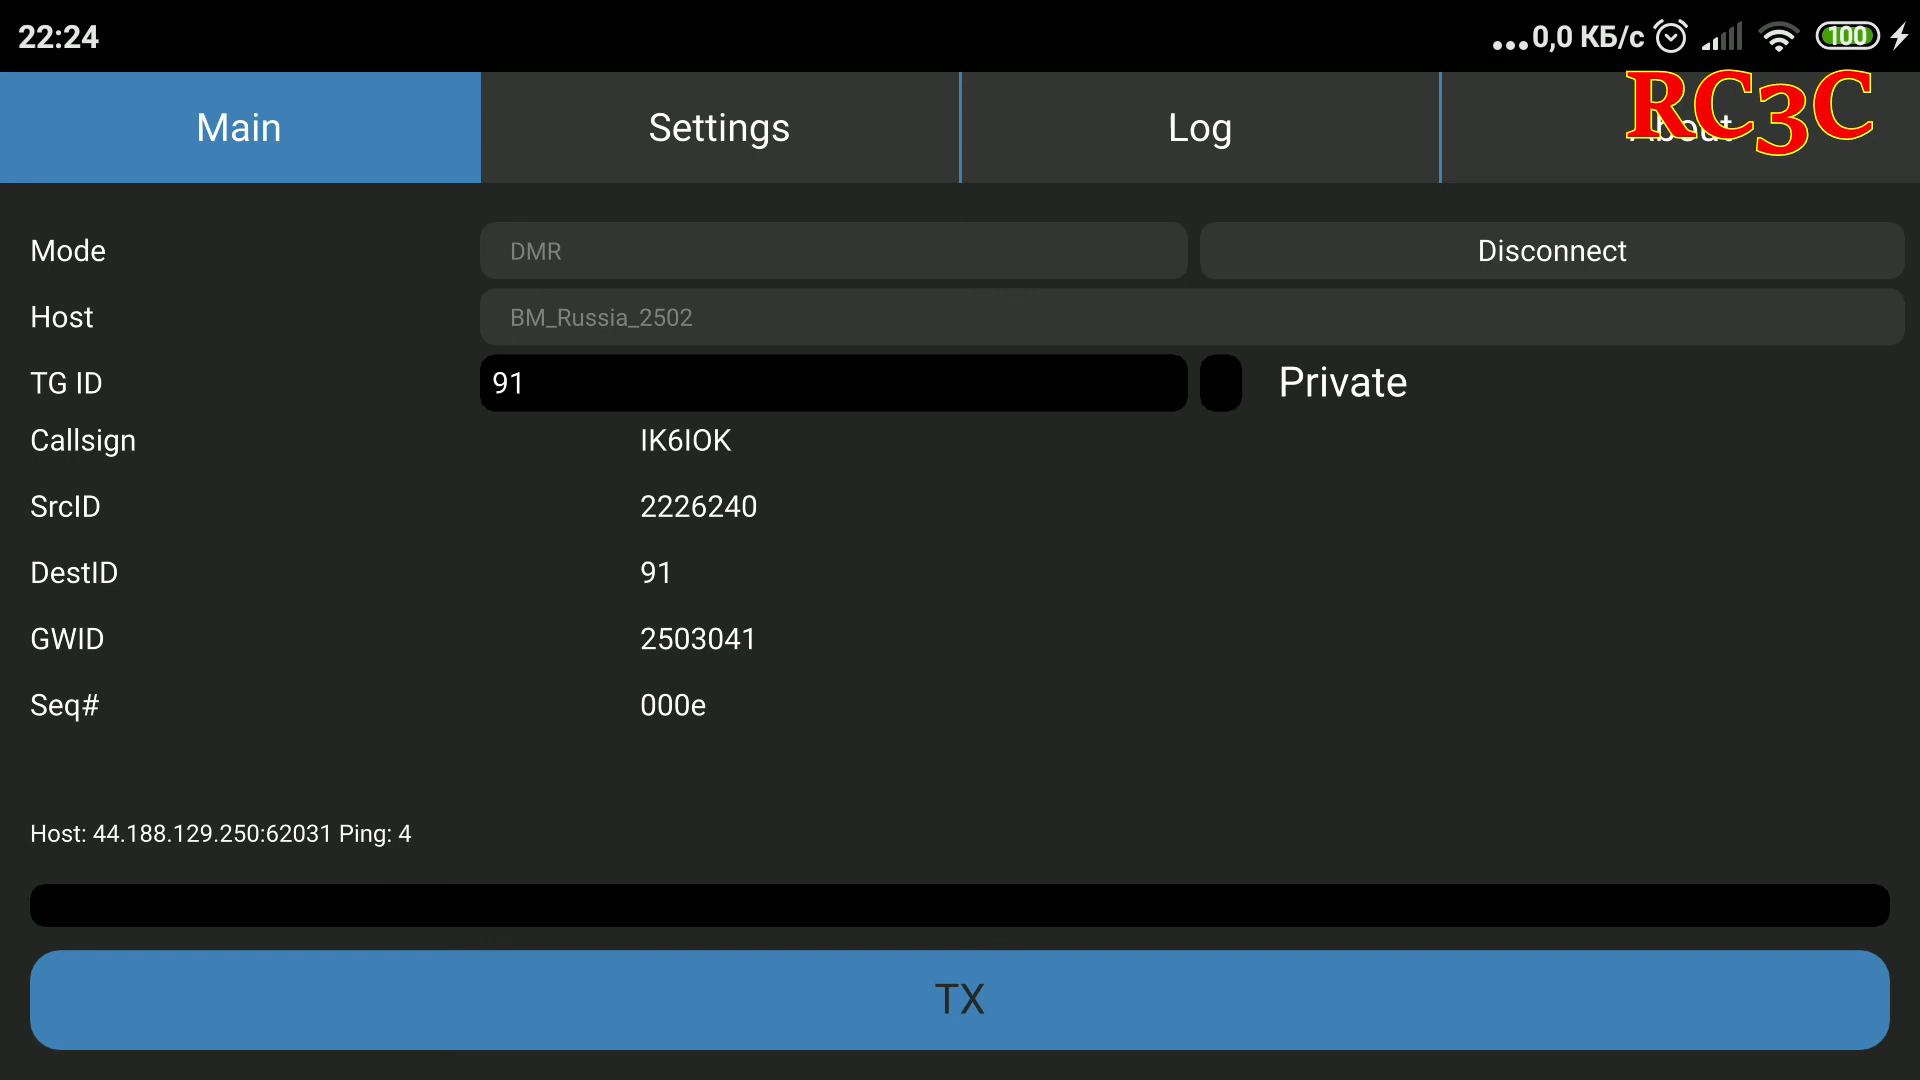 22:24 ...0,0 КБ/с 100
Main Settings Log About
RC3C
Mode DMR Disconnect
Host BM_Russia_2502
TG ID 91 Private
Callsign IK6IOK
SrcID 2226240
DestID 91
GWID 2503041
Seq# 000e
Host: 44.188.129.250:62031 Ping: 4
TX